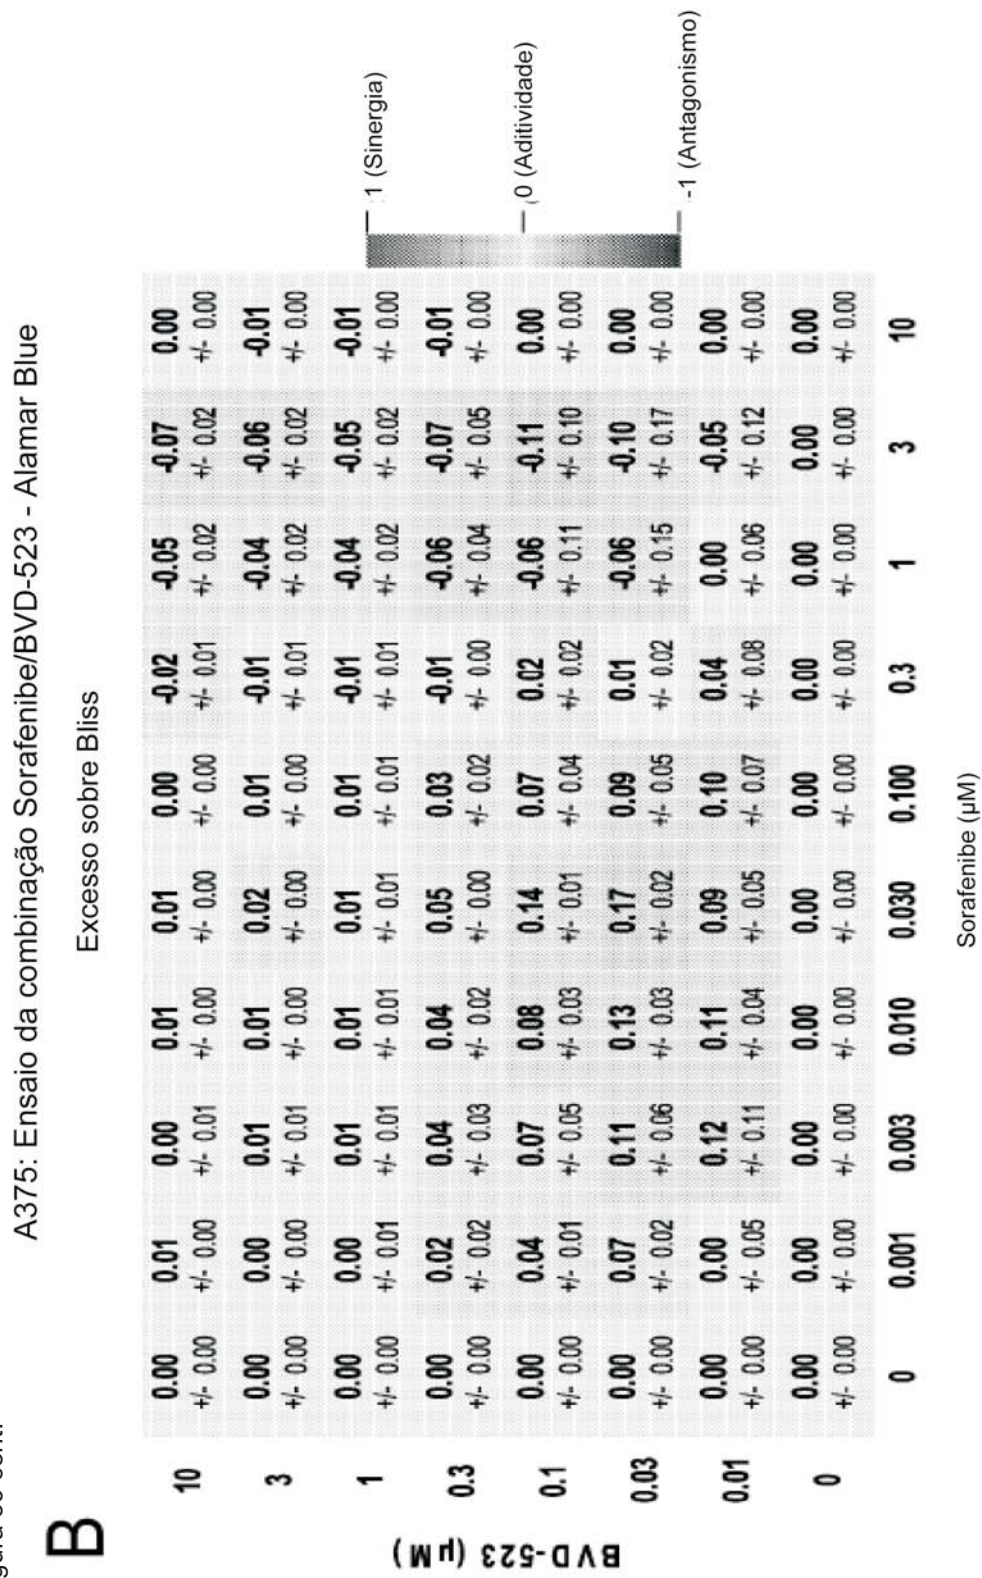 B
A375: Ensaio da combinação Sorafenibe/BVD-523 - Alamar Blue
Excesso sobre Bliss
BVD-523 (µM)
10 0.00 0.01 0.00 0.01 0.01 0.00 -0.02 -0.05 -0.07 0.00
+/- 0.00 +/- 0.00 +/- 0.01 +/- 0.00 +/- 0.00 +/- 0.00 +/- 0.01 +/- 0.02 +/- 0.02 +/- 0.00
3 0.00 0.00 0.01 0.01 0.02 0.01 -0.01 -0.04 -0.06 -0.01
+/- 0.00 +/- 0.00 +/- 0.01 +/- 0.00 +/- 0.00 +/- 0.00 +/- 0.01 +/- 0.02 +/- 0.02 +/- 0.00
1 0.00 0.00 0.01 0.01 0.01 0.01 -0.01 -0.04 -0.05 -0.01
+/- 0.00 +/- 0.01 +/- 0.01 +/- 0.01 +/- 0.01 +/- 0.01 +/- 0.01 +/- 0.02 +/- 0.02 +/- 0.00
0.3 0.00 0.02 0.04 0.04 0.05 0.03 -0.01 -0.06 -0.07 -0.01
+/- 0.00 +/- 0.02 +/- 0.03 +/- 0.02 +/- 0.00 +/- 0.02 +/- 0.00 +/- 0.04 +/- 0.05 +/- 0.00
0.1 0.00 0.04 0.07 0.08 0.14 0.07 0.02 -0.06 -0.11 0.00
+/- 0.00 +/- 0.01 +/- 0.05 +/- 0.03 +/- 0.01 +/- 0.04 +/- 0.02 +/- 0.11 +/- 0.10 +/- 0.00
0.03 0.00 0.07 0.11 0.13 0.17 0.09 0.01 -0.06 -0.10 0.00
+/- 0.00 +/- 0.02 +/- 0.06 +/- 0.03 +/- 0.02 +/- 0.05 +/- 0.02 +/- 0.15 +/- 0.17 +/- 0.00
0.01 0.00 0.00 0.12 0.11 0.09 0.10 0.04 0.00 -0.05 0.00
+/- 0.00 +/- 0.05 +/- 0.11 +/- 0.04 +/- 0.05 +/- 0.07 +/- 0.08 +/- 0.06 +/- 0.12 +/- 0.00
0 0.00 0.00 0.00 0.00 0.00 0.00 0.00 0.00 0.00 0.00
+/- 0.00 +/- 0.00 +/- 0.00 +/- 0.00 +/- 0.00 +/- 0.00 +/- 0.00 +/- 0.00 +/- 0.00 +/- 0.00
0 0.001 0.003 0.010 0.030 0.100 0.3 1 3 10
Sorafenibe (µM)
1 (Sinergia)
0 (Aditividade)
-1 (Antagonismo)